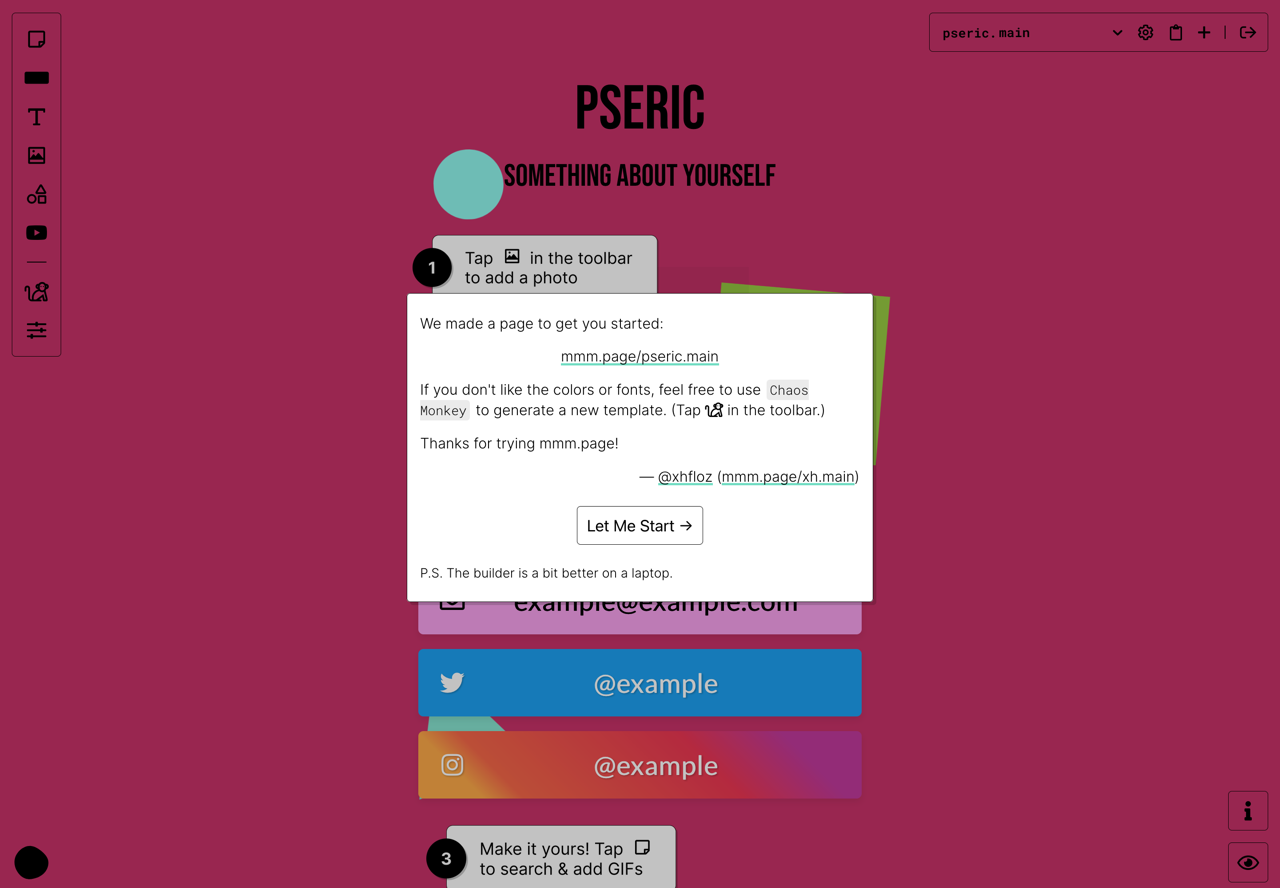 pseric.main
PSERIC
SOMETHING ABOUT YOURSELF
1
Tap in the toolbar
to add a photo
We made a page to get you started:
mmm.page/pseric.main
If you don't like the colors or fonts, feel free to use Chaos
Monkey to generate a new template. (Tap in the toolbar.)
Thanks for trying mmm.page!
— @xhfloz (mmm.page/xh.main)
Let Me Start →
P.S. The builder is a bit better on a laptop.
example@example.com
@example
@example
3
Make it yours! Tap
to search & add GIFs